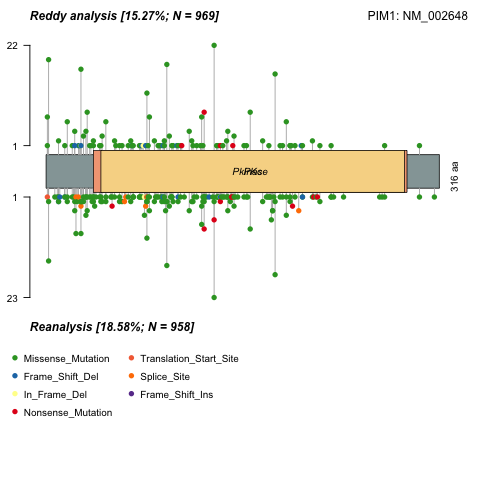 Reddy analysis [15.27%; N = 969]
PIM1: NM_002648
22
1
316 aa
1
23
Reanalysis [18.58%; N = 958]
Missense_Mutation
Translation_Start_Site
Frame_Shift_Del
Splice_Site
In_Frame_Del
Frame_Shift_Ins
Nonsense_Mutation